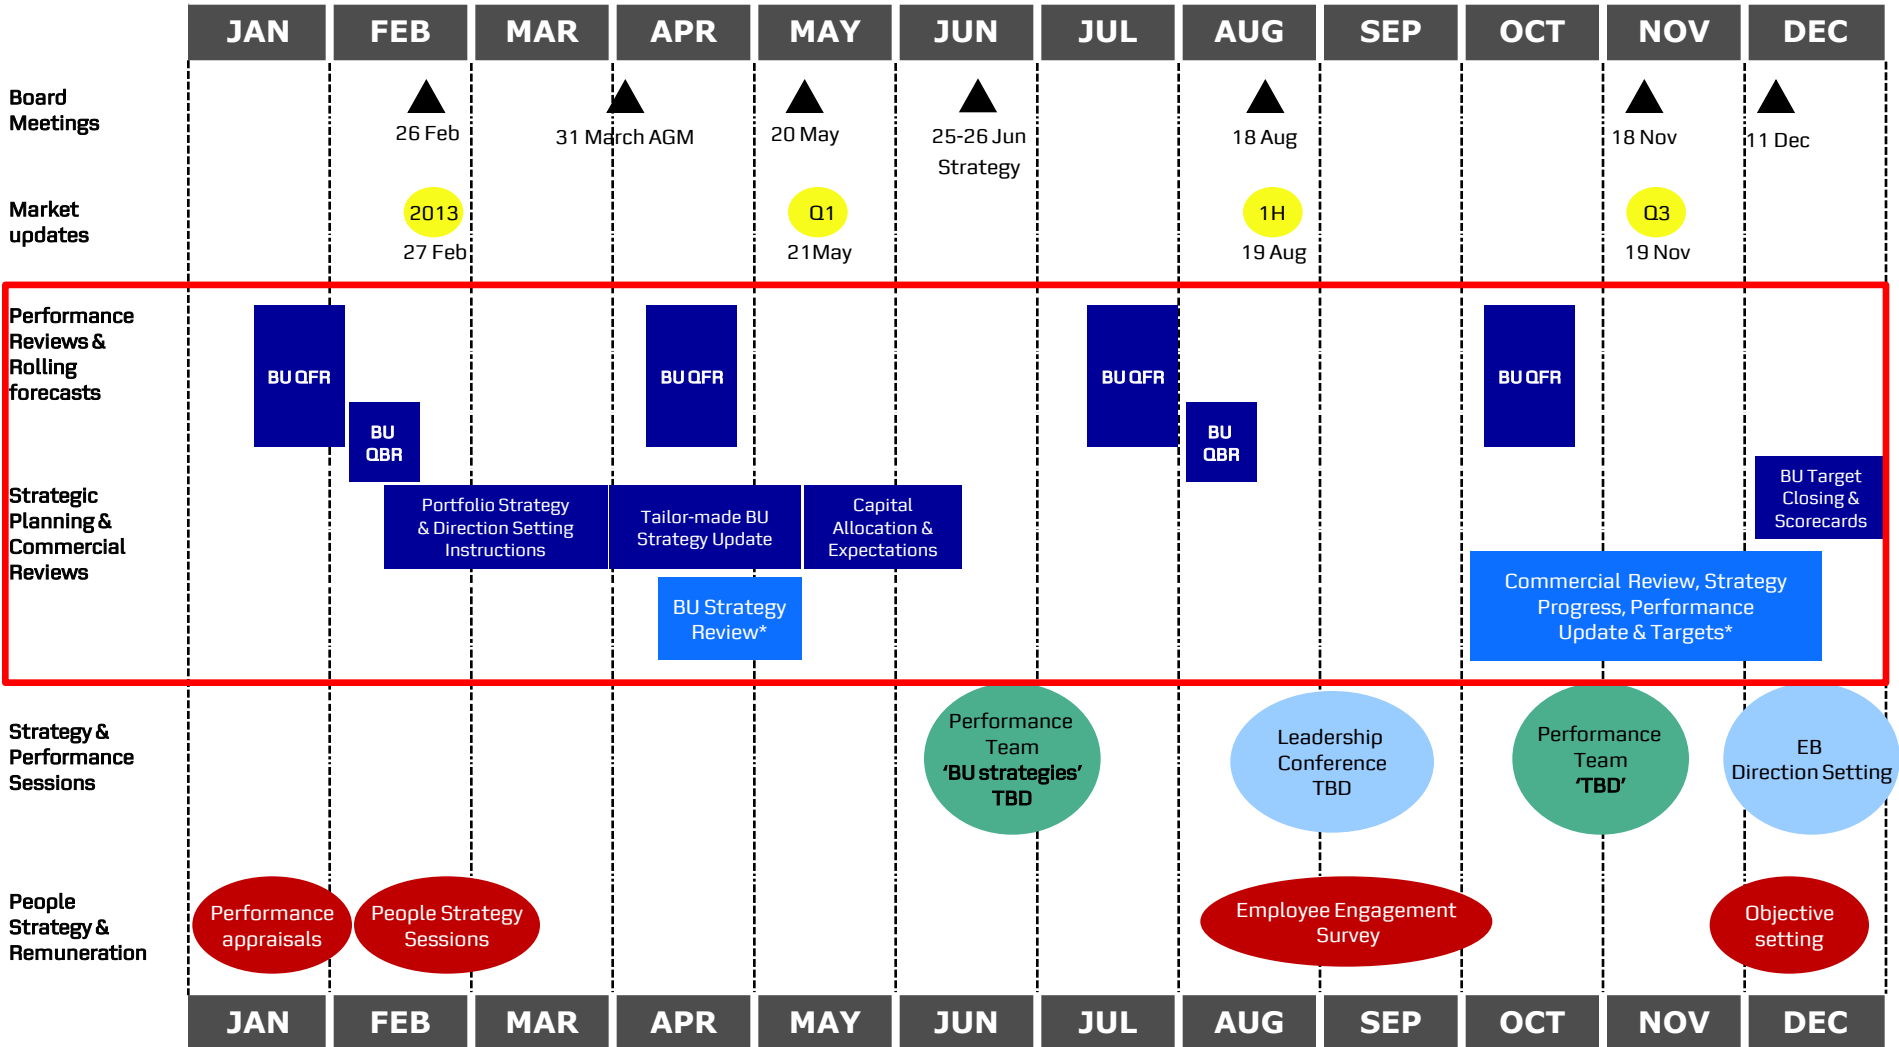 JAN FEB MAR APR MAY JUN JUL AUG SEP OCT NOV DEC
Board
Meetings
26 Feb
31 March AGM
20 May
25-26 Jun
Strategy
18 Aug
18 Nov
11 Dec
Market
updates
2013
27 Feb
Q1
21May
1H
19 Aug
Q3
19 Nov
Performance
Reviews &
Rolling
forecasts
BU QFR
BU
QBR
BU QFR
BU QFR
BU
QBR
BU QFR
Strategic
Planning &
Commercial
Reviews
Portfolio Strategy
& Direction Setting
Instructions
Tailor-made BU
Strategy Update
Capital
Allocation &
Expectations
BU Target
Closing &
Scorecards
BU Strategy
Review*
Commercial Review, Strategy
Progress, Performance
Update & Targets*
Strategy &
Performance
Sessions
Performance
Team
‘BU strategies’
TBD
Leadership
Conference
TBD
Performance
Team
‘TBD’
EB
Direction Setting
People
Strategy &
Remuneration
Performance
appraisals
People Strategy
Sessions
Employee Engagement
Survey
Objective
setting
JAN FEB MAR APR MAY JUN JUL AUG SEP OCT NOV DEC